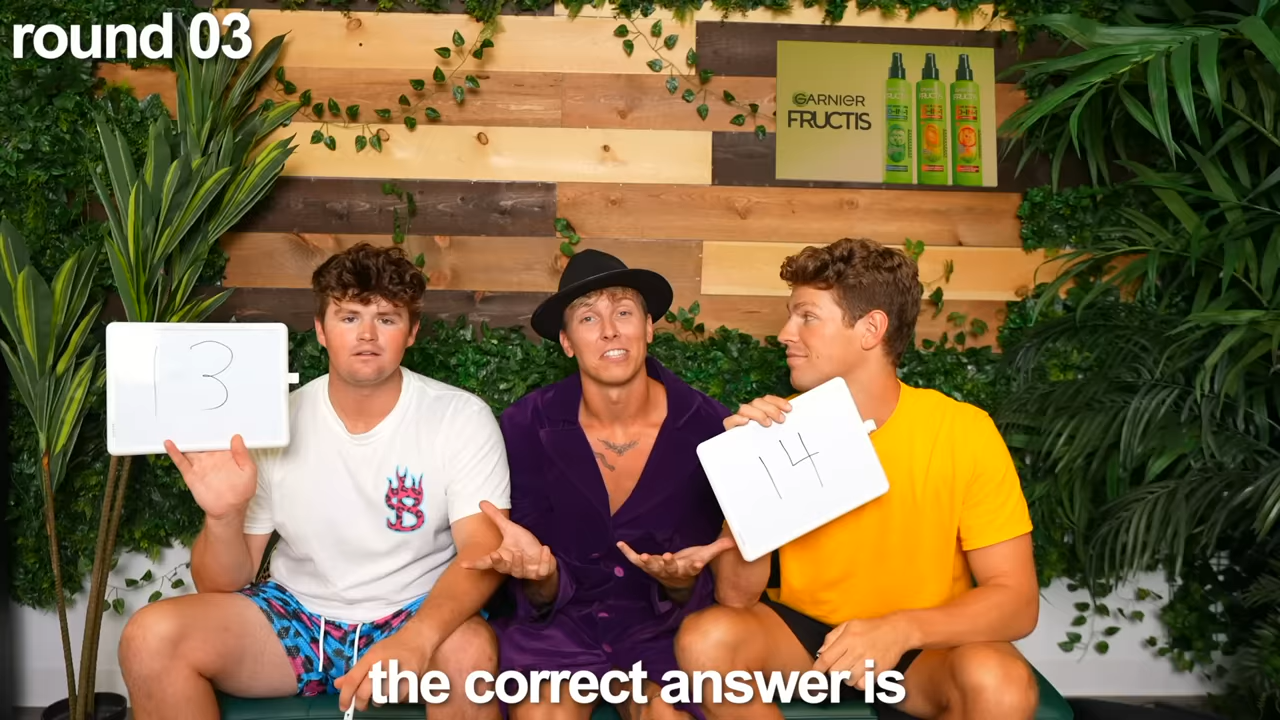 round 03
GARNIER
FRUCTIS
13
14
the correct answer is